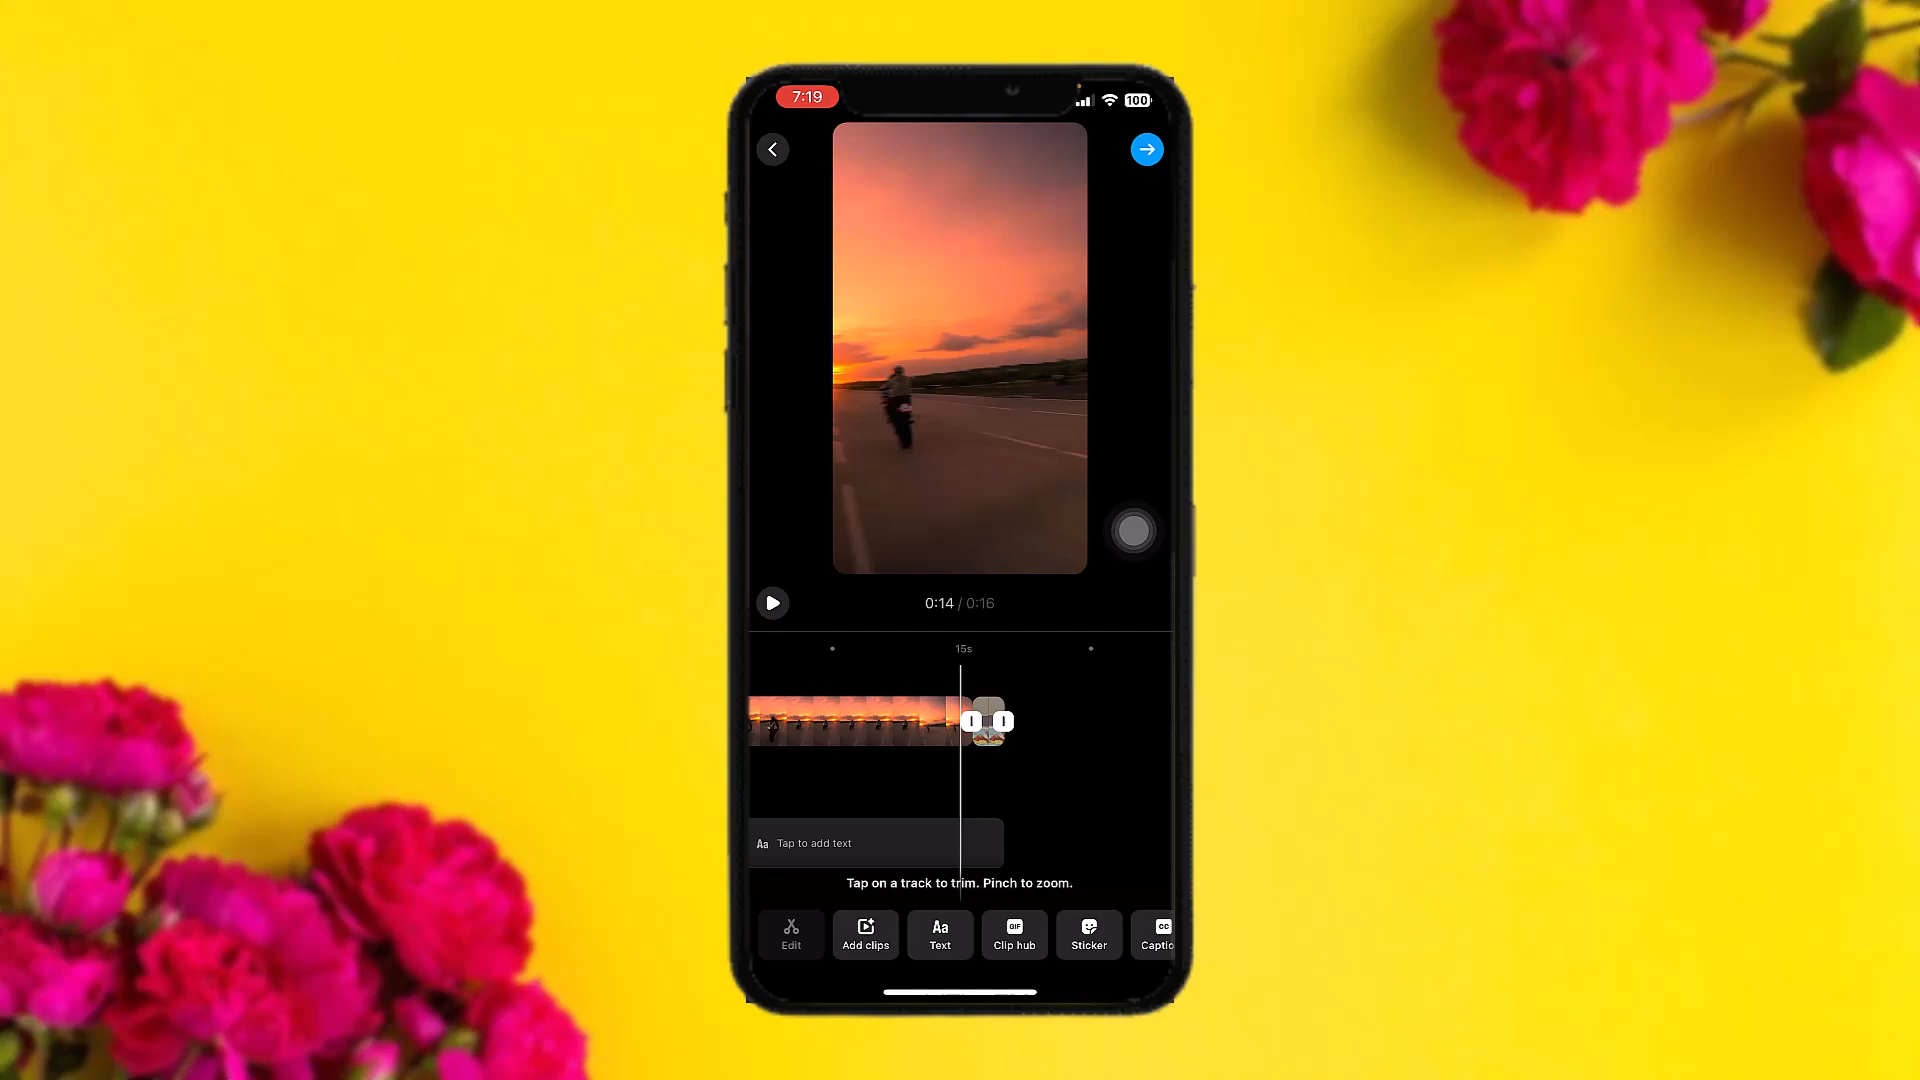 7:19
100
0:14 / 0:16
15s
Aa Tap to add text
Tap on a track to trim. Pinch to zoom.
Aa GIF CC
Edit Add clips Text Clip hub Sticker Captio